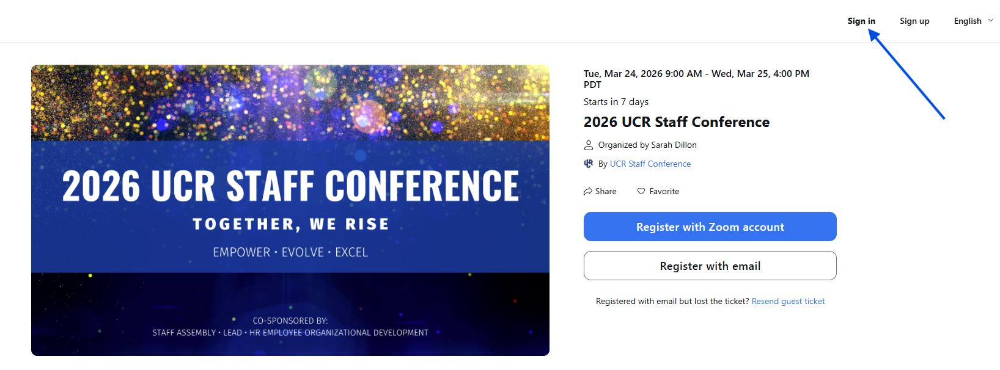 Sign in
Sign up
English
2026 UCR STAFF CONFERENCE
TOGETHER, WE RISE
EMPOWER • EVOLVE • EXCEL
CO-SPONSORED BY:
STAFF ASSEMBLY • LEAD • HR EMPLOYEE ORGANIZATIONAL DEVELOPMENT
Tue, Mar 24, 2026 9:00 AM - Wed, Mar 25, 4:00 PM
PDT
Starts in 7 days
2026 UCR Staff Conference
Organized by Sarah Dillon
By UCR Staff Conference
Share
Favorite
Register with Zoom account
Register with email
Registered with email but lost the ticket? Resend guest ticket